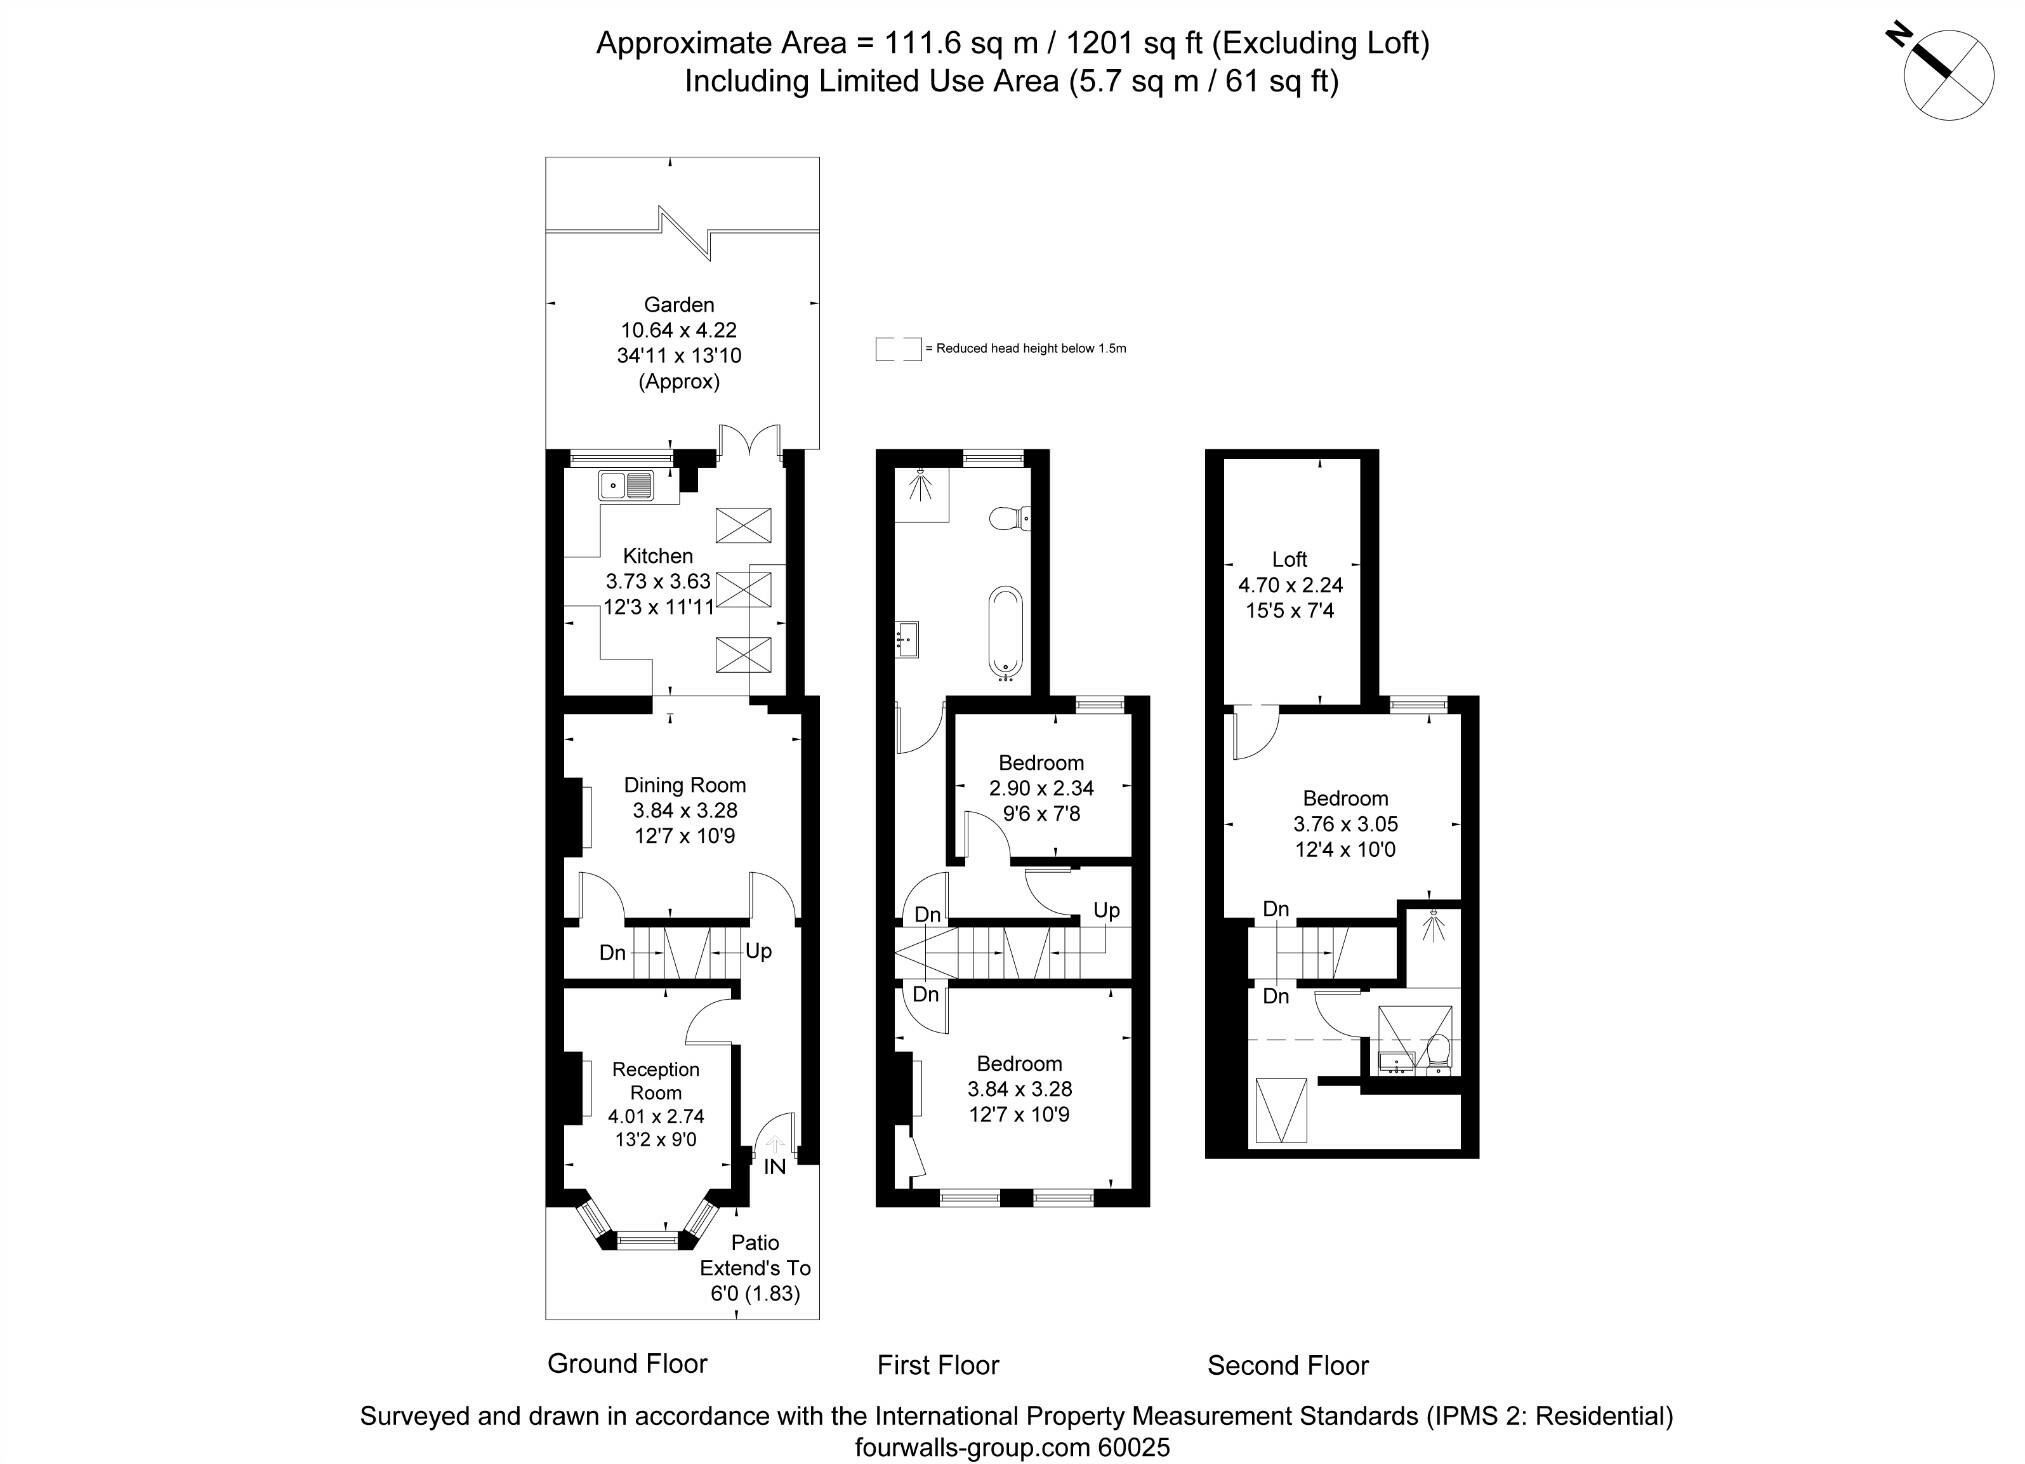 Approximate Area = 111.6 sq m / 1201 sq ft (Excluding Loft)
Including Limited Use Area (5.7 sq m / 61 sq ft)
N
Garden
10.64 x 4.22
34'11 x 13'10
(Approx)
= Reduced head height below 1.5m
Kitchen
3.73 x 3.63
12'3 x 11'11
Dining Room
3.84 x 3.28
12'7 x 10'9
Dn
Up
Reception
Room
4.01 x 2.74
13'2 x 9'0
IN
Patio
Extend's To
6'0 (1.83)
Ground Floor
Bedroom
2.90 x 2.34
9'6 x 7'8
Dn
Up
Dn
Bedroom
3.84 x 3.28
12'7 x 10'9
First Floor
Loft
4.70 x 2.24
15'5 x 7'4
Bedroom
3.76 x 3.05
12'4 x 10'0
Dn
Dn
Second Floor
Surveyed and drawn in accordance with the International Property Measurement Standards (IPMS 2: Residential)
fourwalls-group.com 60025